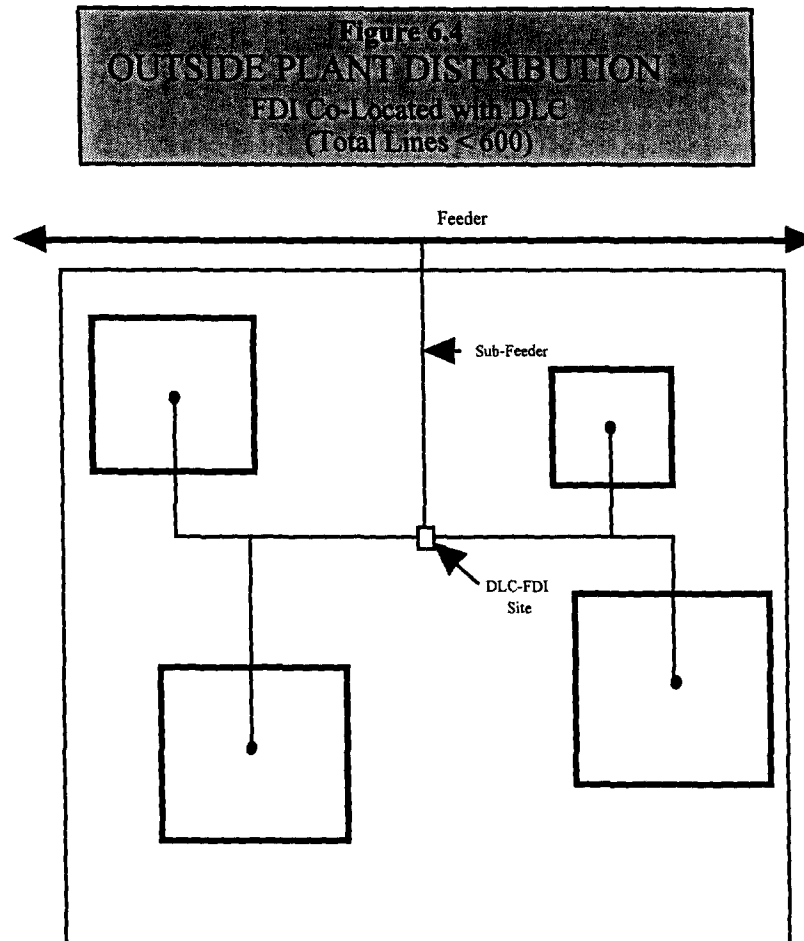 Figure 6.4
OUTSIDE PLANT DISTRIBUTION
FDI Co-Located with DLC
(Total Lines < 600)
Feeder
Sub-Feeder
DLC-FDI
Site